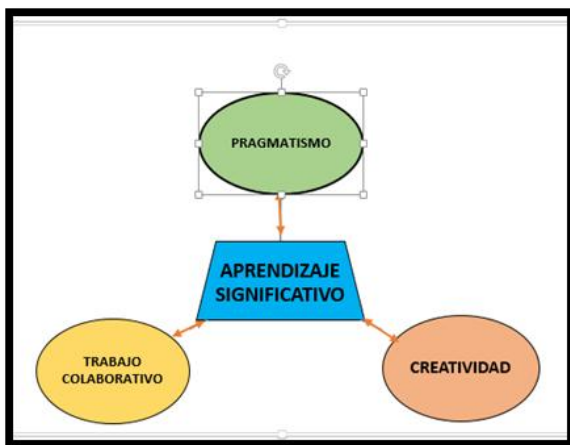 PRAGMATISMO
APRENDIZAJE
SIGNIFICATIVO
TRABAJO
COLABORATIVO
CREATIVIDAD